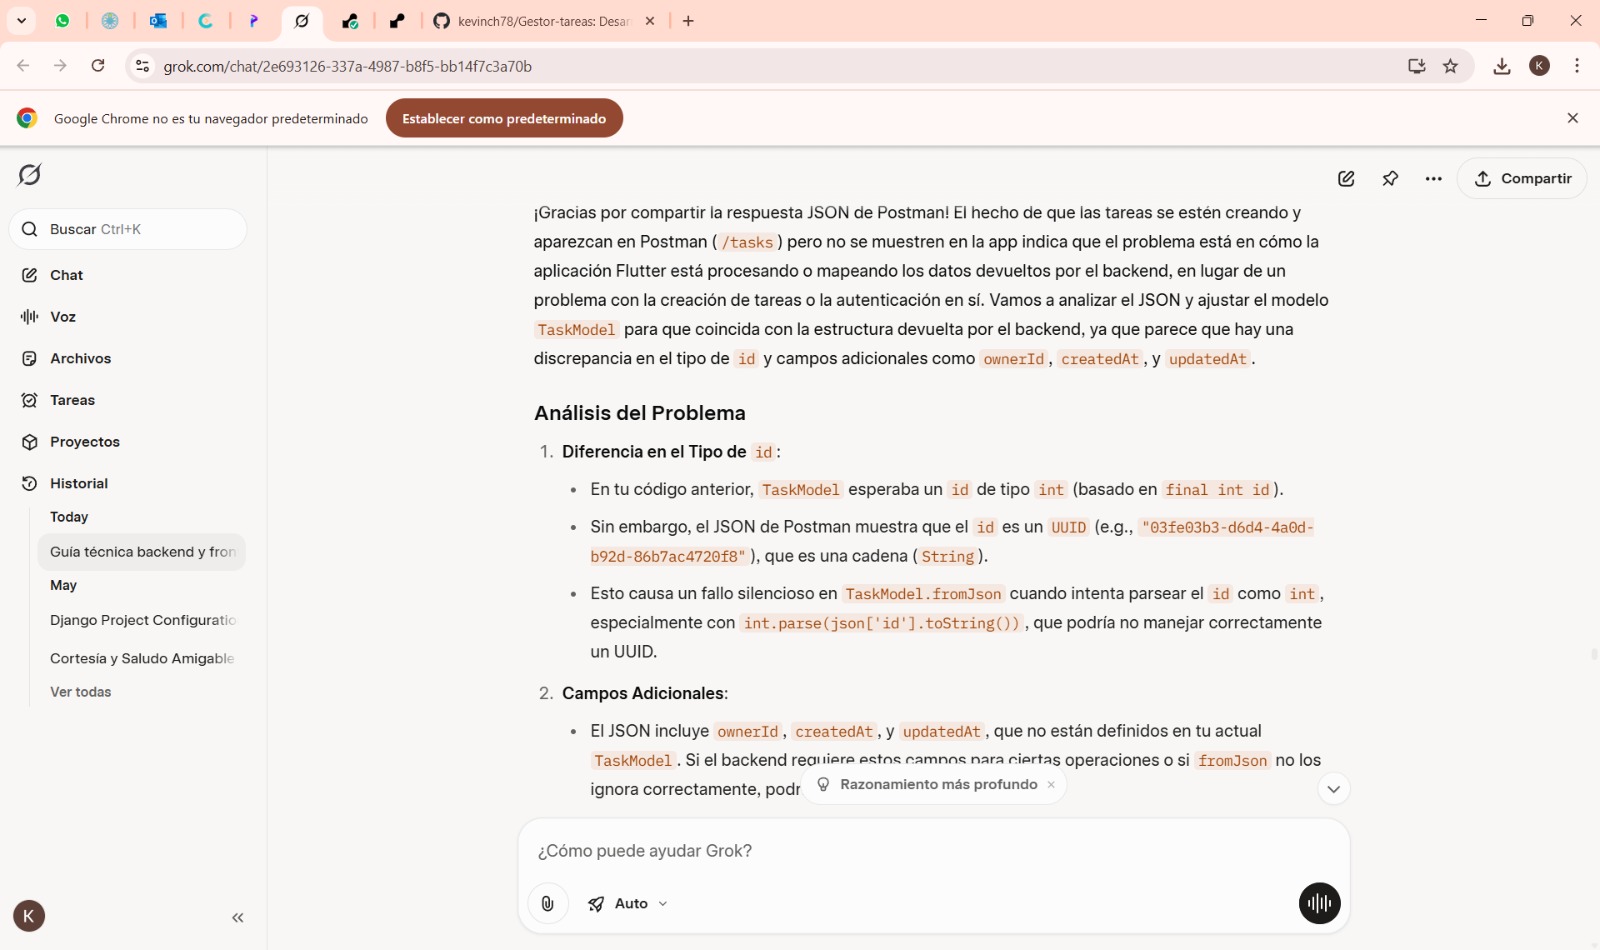 kevinch78/Gestor-tareas: Desar
grok.com/chat/2e693126-337a-4987-b8f5-bb14f7c3a70b
K
Google Chrome no es tu navegador predeterminado
Establecer como predeterminado
Compartir
Buscar Ctrl+K
Chat
Voz
Archivos
Tareas
Proyectos
Historial
Today
Guía técnica backend y fron
May
Django Project Configuratio
Cortesía y Saludo Amigable
Ver todas
K
¡Gracias por compartir la respuesta JSON de Postman! El hecho de que las tareas se estén creando y
aparezcan en Postman ( /tasks ) pero no se muestren en la app indica que el problema está en cómo la
aplicación Flutter está procesando o mapeando los datos devueltos por el backend, en lugar de un
problema con la creación de tareas o la autenticación en sí. Vamos a analizar el JSON y ajustar el modelo
TaskModel para que coincida con la estructura devuelta por el backend, ya que parece que hay una
discrepancia en el tipo de id y campos adicionales como ownerId , createdAt , y updatedAt .
Análisis del Problema
1. Diferencia en el Tipo de id :
• En tu código anterior, TaskModel esperaba un id de tipo int (basado en final int id ).
• Sin embargo, el JSON de Postman muestra que el id es un UUID (e.g., "03fe03b3-d6d4-4a0d-
b92d-86b7ac4720f8" ), que es una cadena ( String ).
• Esto causa un fallo silencioso en TaskModel.fromJson cuando intenta parsear el id como int ,
especialmente con int.parse(json['id'].toString()) , que podría no manejar correctamente
un UUID.
2. Campos Adicionales:
• El JSON incluye ownerId , createdAt , y updatedAt , que no están definidos en tu actual
TaskModel . Si el backend requiere estos campos para ciertas operaciones o si fromJson no los
ignora correctamente, podr
Razonamiento más profundo
¿Cómo puede ayudar Grok?
Auto